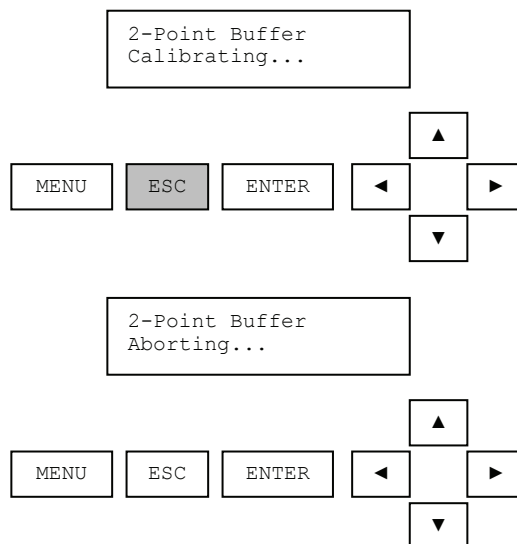 2-Point Buffer
Calibrating...
▲
MENU ESC ENTER ◄ ►
▼
2-Point Buffer
Aborting...
▲
MENU ESC ENTER ◄ ►
▼